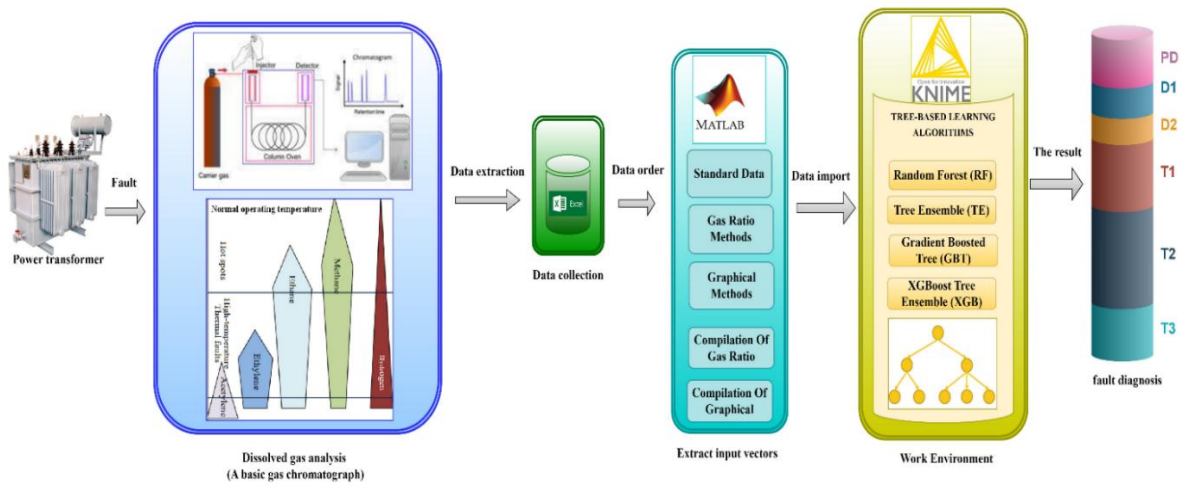 Power transformer
Fault
Injector
Detector
Chromatogram
Signal
Retention time
Column Oven
Carrier gas
Normal operating temperature
Hot spots
High-temperature
Thermal faults
Acetylene
Ethylene
Ethane
Methane
Hydrogen
Dissolved gas analysis
(A basic gas chromatograph)
Data extraction
Excel
Data collection
Data order
MATLAB
Standard Data
Gas Ratio
Methods
Graphical
Methods
Compilation Of
Gas Ratio
Compilation Of
Graphical
Extract input vectors
Data import
Open for Innovation
KNIME
TREE-BASED LEARNING
ALGORITHMS
Random Forest (RF)
Tree Ensemble (TE)
Gradient Boosted
Tree (GBT)
XGBoost Tree
Ensemble (XGB)
Work Environment
The result
PD
D1
D2
T1
T2
T3
fault diagnosis